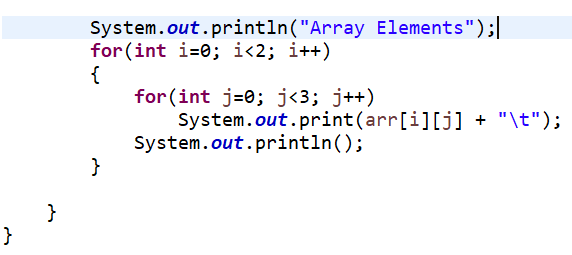 System.out.println("Array Elements");
for(int i=0; i<2; i++)
{
for(int j=0; j<3; j++)
System.out.print(arr[i][j] + "\t");
System.out.println();
}
}
}